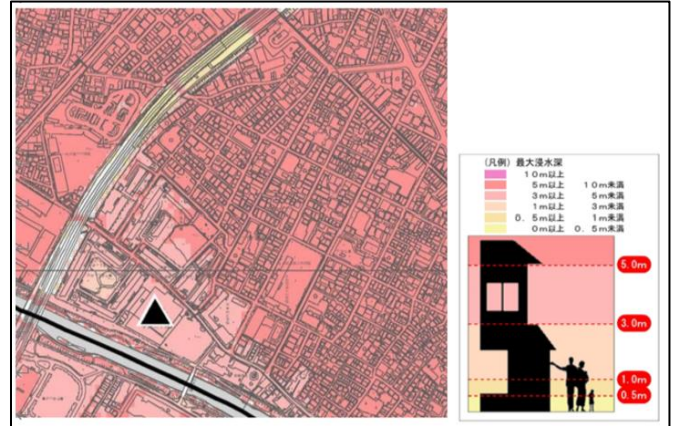 (凡例) 最大浸水深
10m以上
5m以上 10m未満
3m以上 5m未満
1m以上 3m未満
0.5m以上 1m未満
0m以上 0.5m未満
5.0m
3.0m
1.0m
0.5m